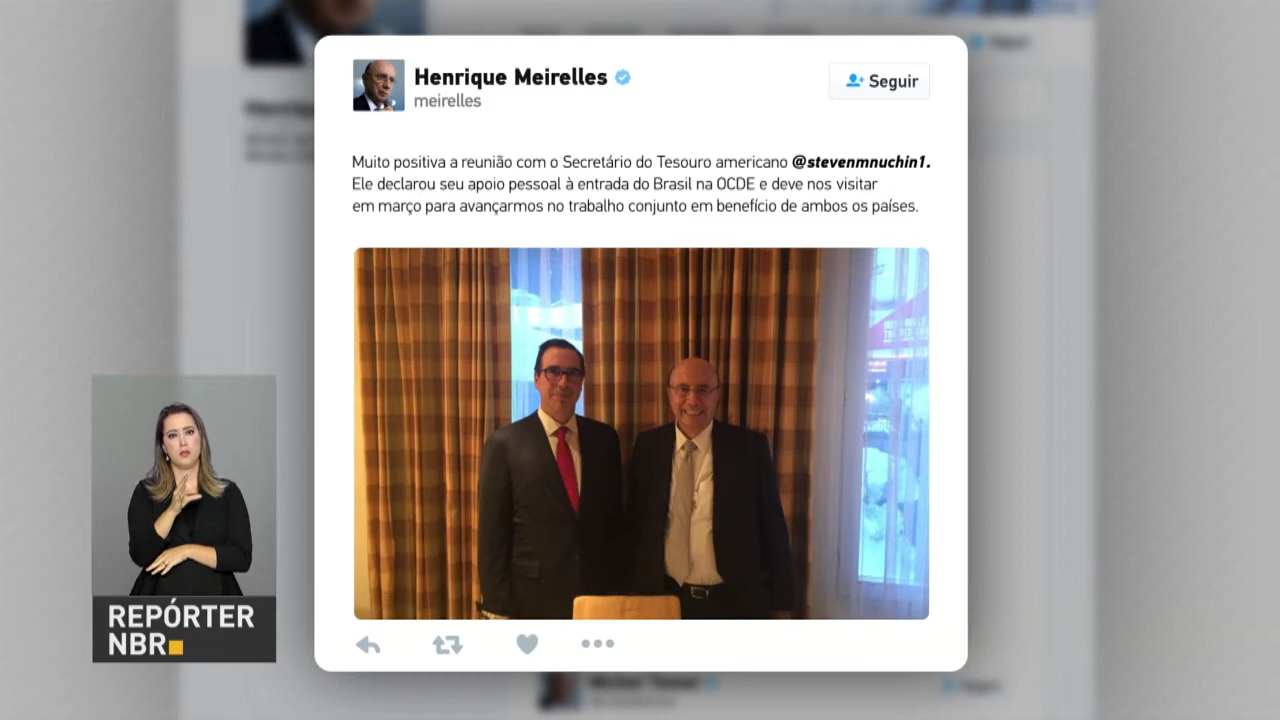 Henrique Meirelles
meirelles
Seguir
Muito positiva a reunião com o Secretário do Tesouro americano @stevenmnuchin1.
Ele declarou seu apoio pessoal à entrada do Brasil na OCDE e deve nos visitar
em março para avançarmos no trabalho conjunto em benefício de ambos os países.
REPÓRTER
NBR